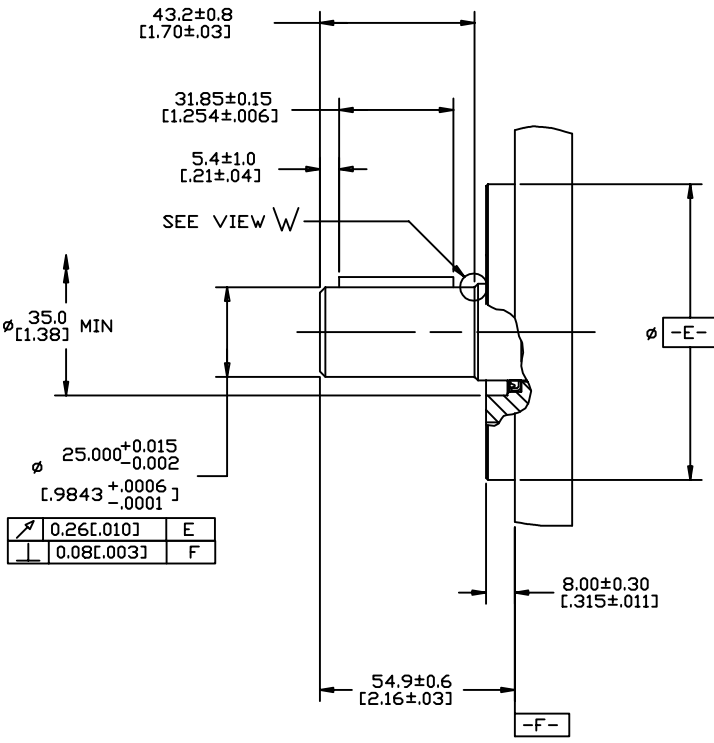 43.2±0.8
[1.70±.03]
31.85±0.15
[1.254±.006]
5.4±1.0
[.21±.04]
SEE VIEW W
⌀ 35.0 MIN
[1.38]
⌀ -E-
⌀ 25.000 +0.015
-0.002
[.9843 +.0006 ]
-.0001
0.26[.010] E
0.08[.003] F
8.00±0.30
[.315±.011]
54.9±0.6
[2.16±.03]
-F-